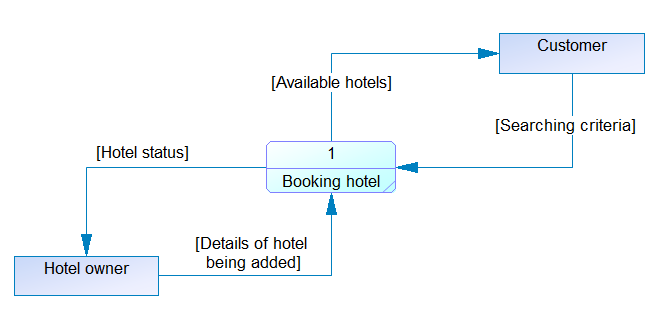 Customer
[Available hotels]
[Searching criteria]
1
[Hotel status]
Booking hotel
[Details of hotel
being added]
Hotel owner